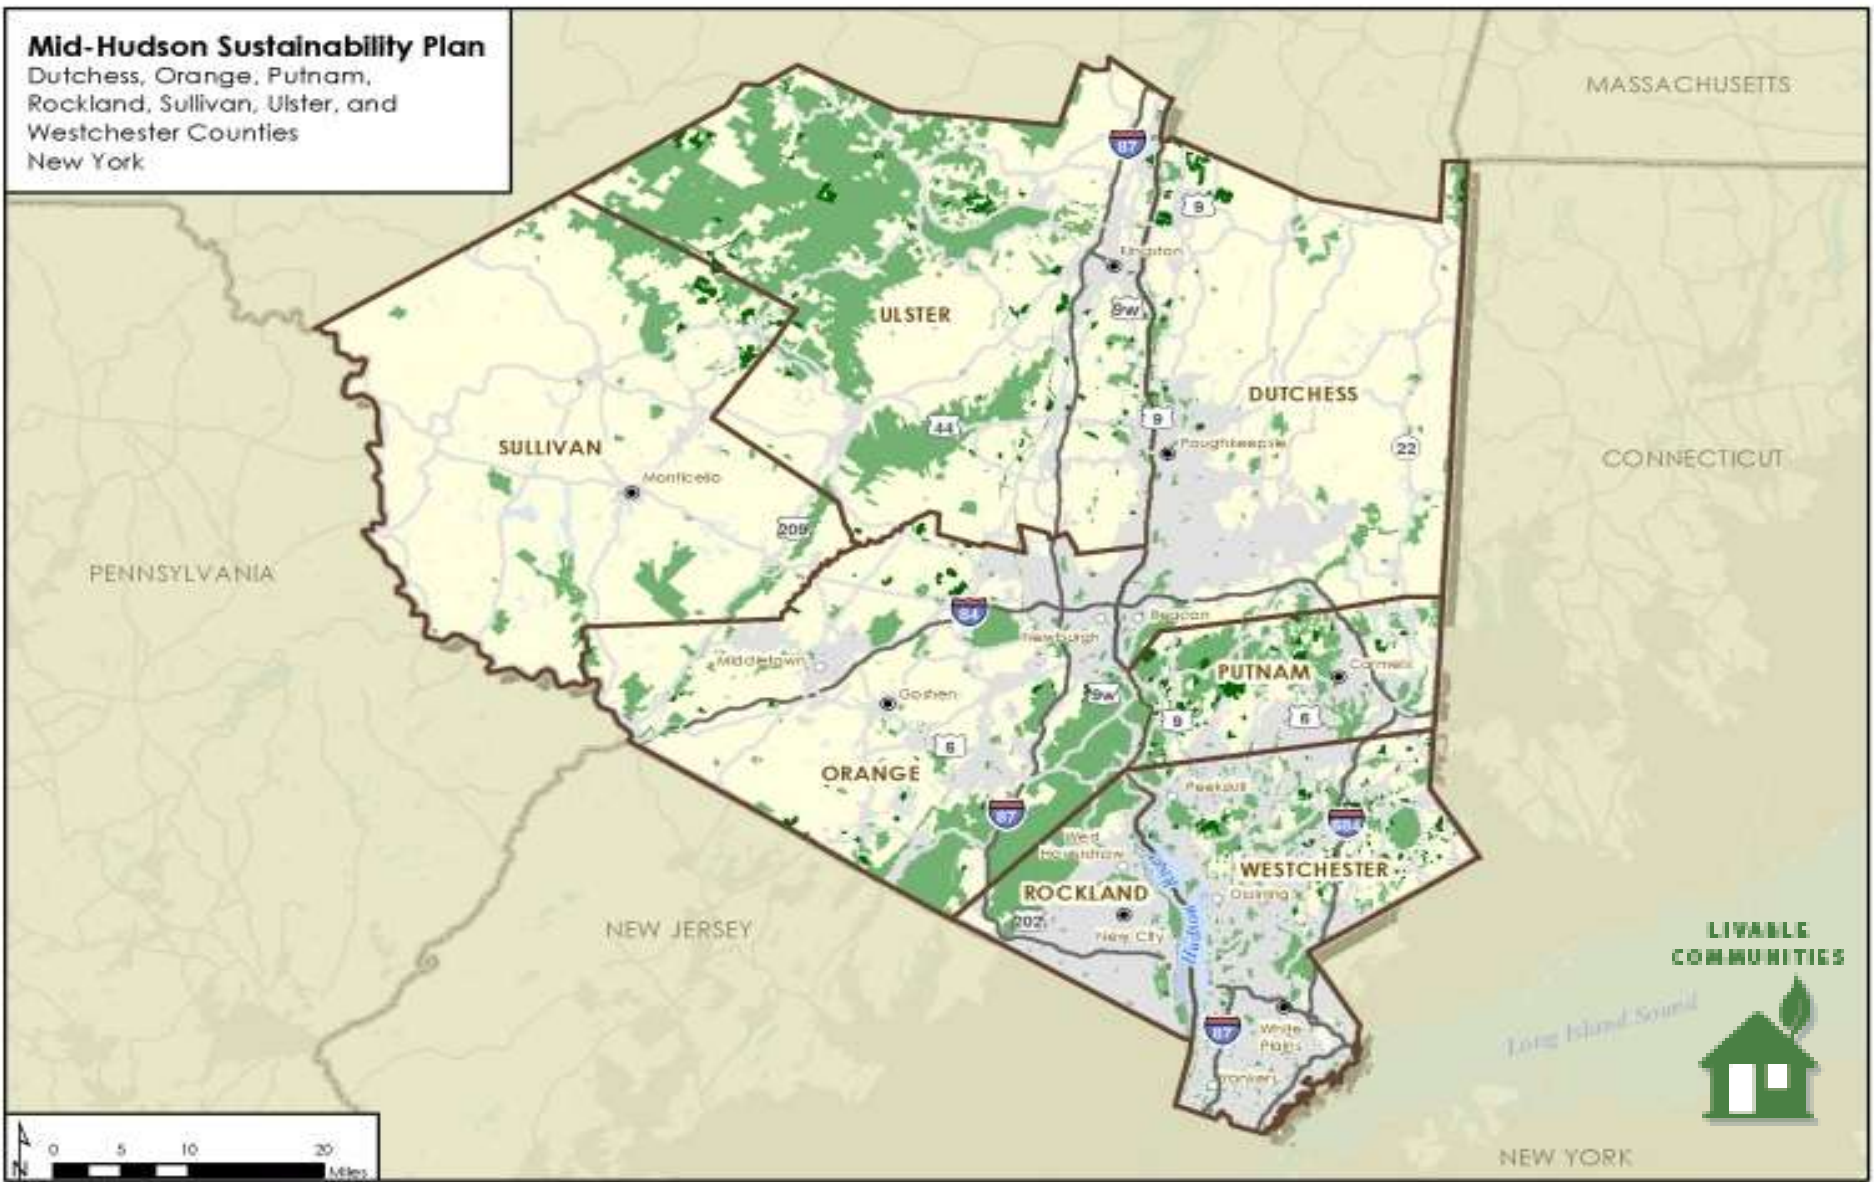 Mid-Hudson Sustainability Plan
Dutchess, Orange, Putnam,
Rockland, Sullivan, Ulster, and
Westchester Counties
New York
MASSACHUSETTS
87
9
Kingston
9w
ULSTER
DUTCHESS
9
44
Poughkeepsie
22
SULLIVAN
Monticello
CONNECTICUT
209
PENNSYLVANIA
84
Beacon
Newburgh
Middletown
PUTNAM
Carmel
Goshen
9w
9
6
6
ORANGE
Peekskill
87
684
West
Haverstraw
WESTCHESTER
ROCKLAND
Ossining
202
New City
Hudson River
NEW JERSEY
LIVABLE
COMMUNITIES
87
White
Plains
Long Island Sound
Yonkers
NEW YORK
0 5 10 20
Miles
N